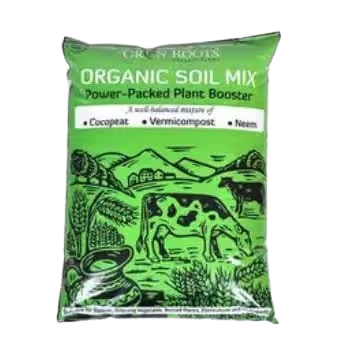 GREEN ROOTS
ORGANIC SOIL MIX
Power-Packed Plant Booster
A well-balanced mixture of
• Cocopeat • Vermicompost • Neem